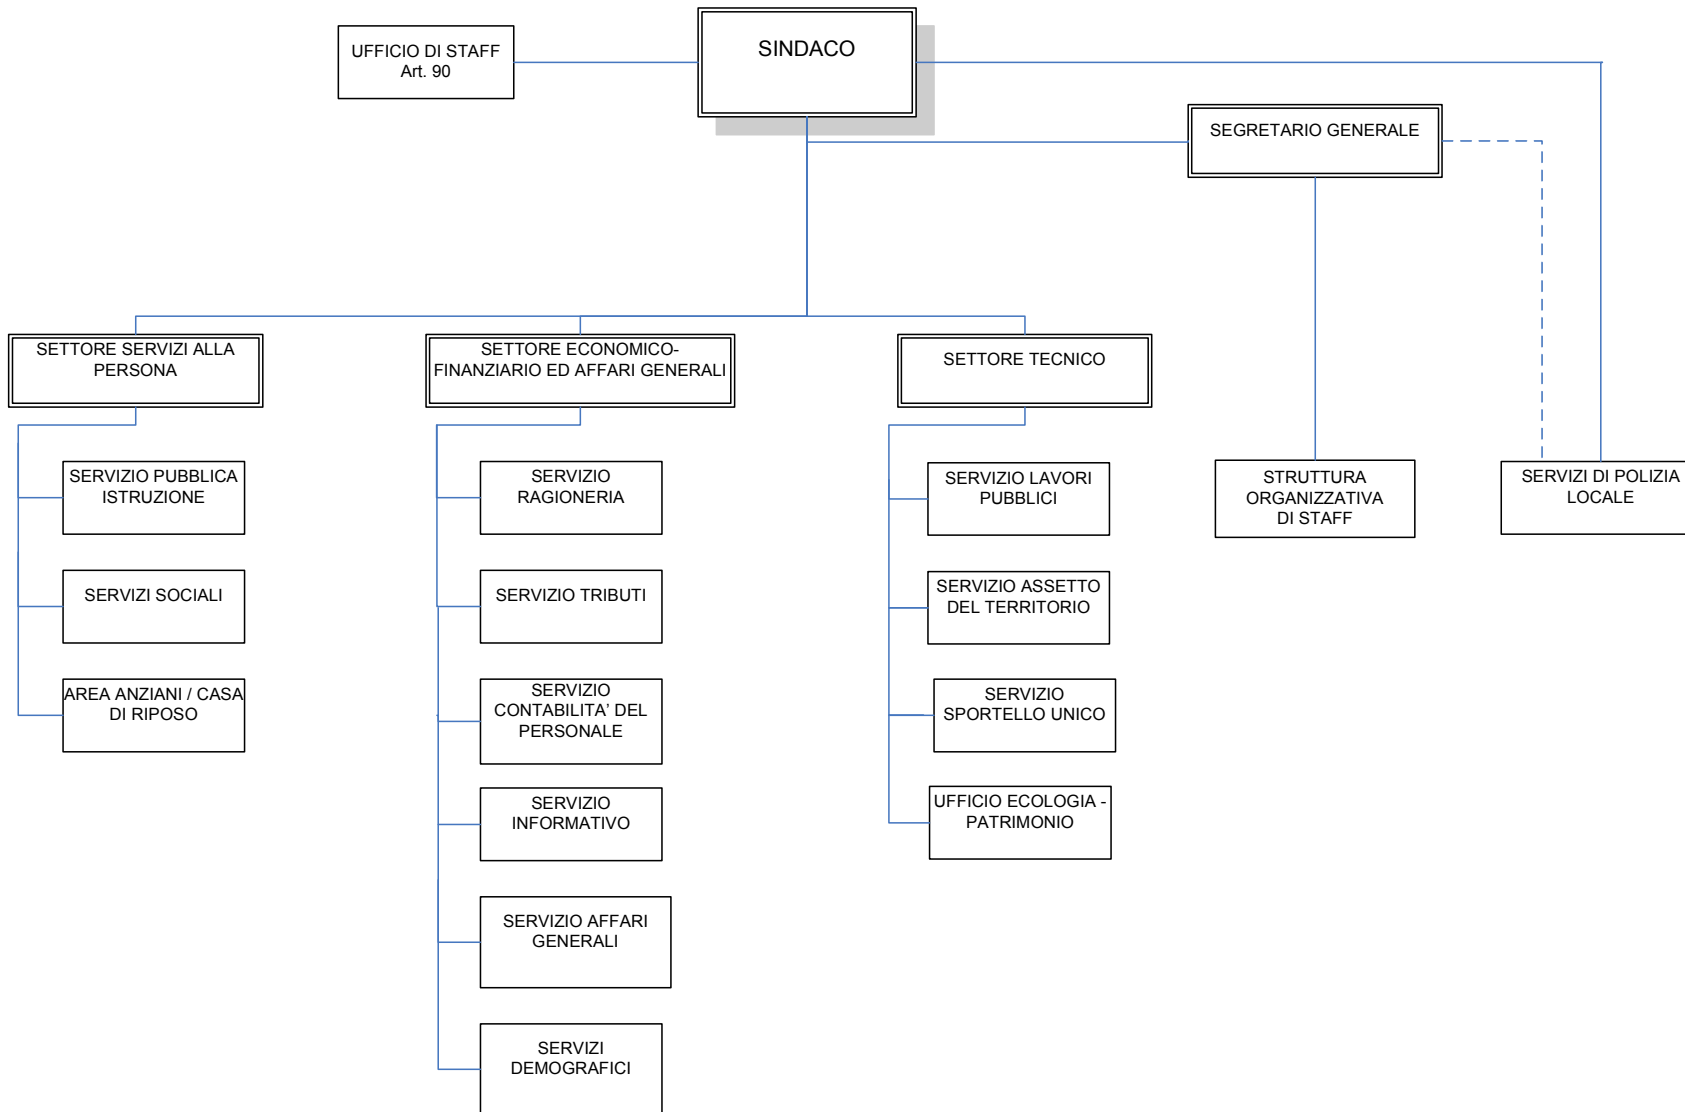 UFFICIO DI STAFF
Art. 90
SINDACO
SEGRETARIO GENERALE
SETTORE SERVIZI ALLA
PERSONA
SETTORE ECONOMICO-
FINANZIARIO ED AFFARI GENERALI
SETTORE TECNICO
SERVIZIO PUBBLICA
ISTRUZIONE
SERVIZI SOCIALI
AREA ANZIANI / CASA
DI RIPOSO
SERVIZIO
RAGIONERIA
SERVIZIO TRIBUTI
SERVIZIO
CONTABILITA’ DEL
PERSONALE
SERVIZIO
INFORMATIVO
SERVIZIO AFFARI
GENERALI
SERVIZI
DEMOGRAFICI
SERVIZIO LAVORI
PUBBLICI
SERVIZIO ASSETTO
DEL TERRITORIO
SERVIZIO
SPORTELLO UNICO
UFFICIO ECOLOGIA -
PATRIMONIO
STRUTTURA
ORGANIZZATIVA
DI STAFF
SERVIZI DI POLIZIA
LOCALE